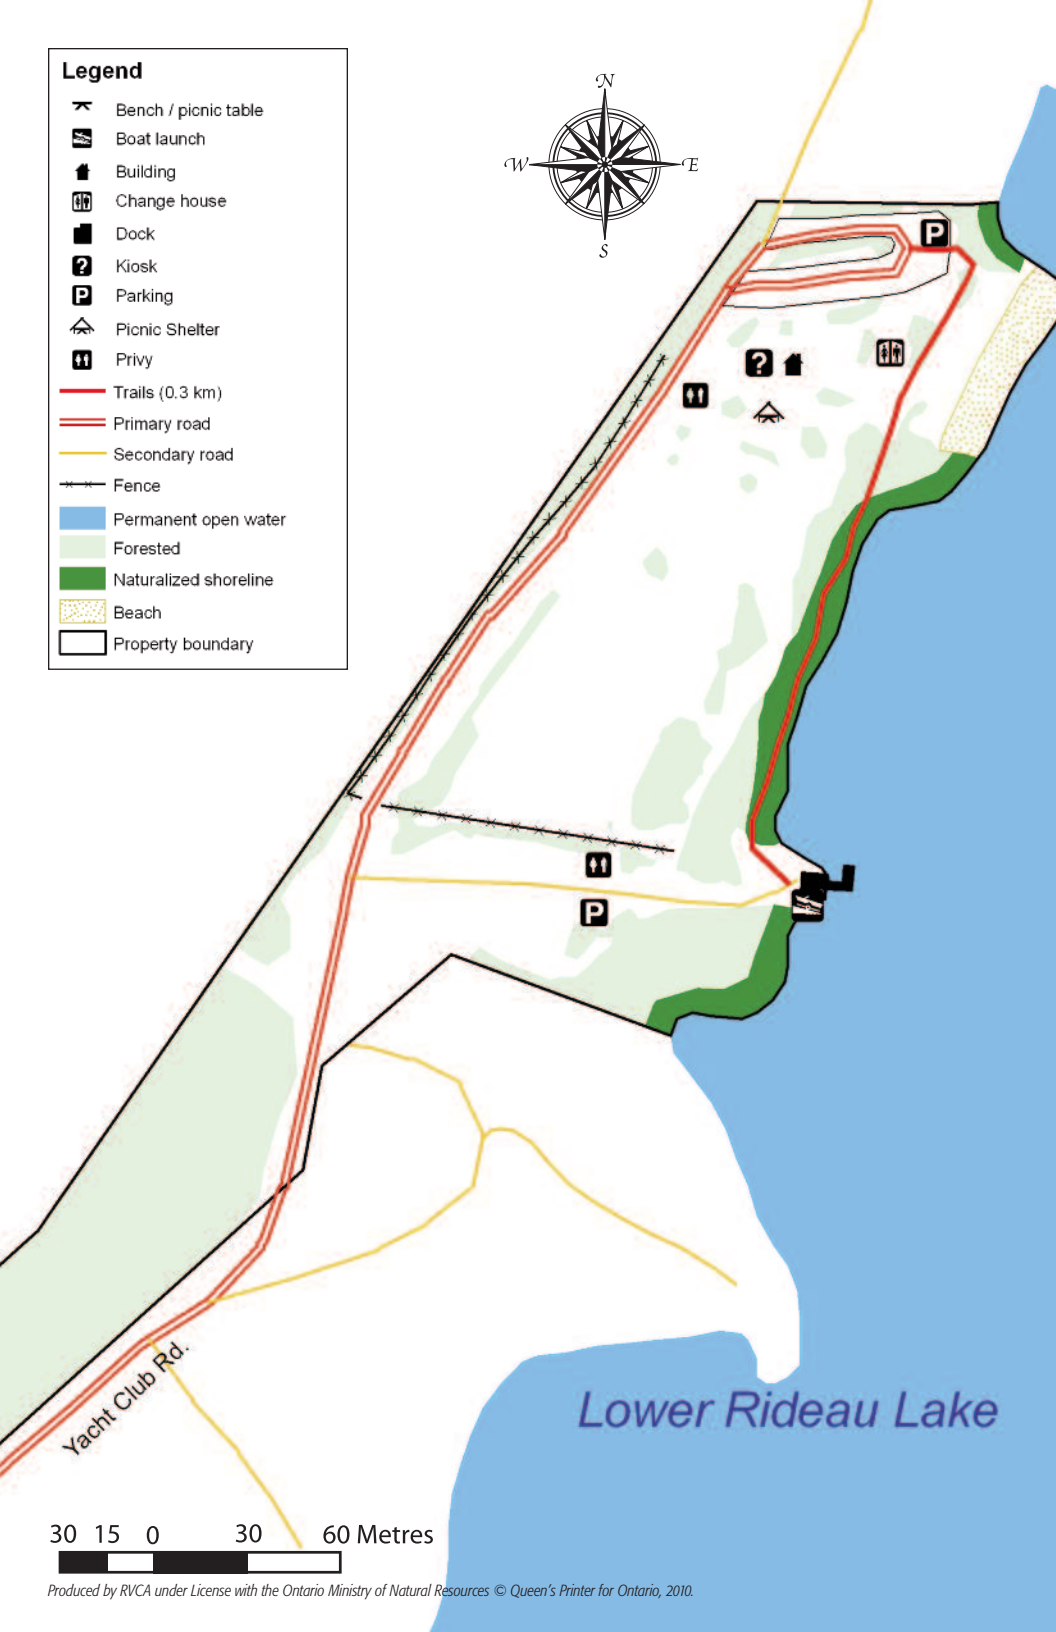 Legend
Bench / picnic table
Boat launch
Building
Change house
Dock
? Kiosk
P Parking
Picnic Shelter
Privy
Trails (0.3 km)
Primary road
Secondary road
Fence
Permanent open water
Forested
Naturalized shoreline
Beach
Property boundary
N
W E
S
P
?
P
Yacht Club Rd.
Lower Rideau Lake
30 15 0 30 60 Metres
Produced by RVCA under License with the Ontario Ministry of Natural Resources © Queen's Printer for Ontario, 2010.